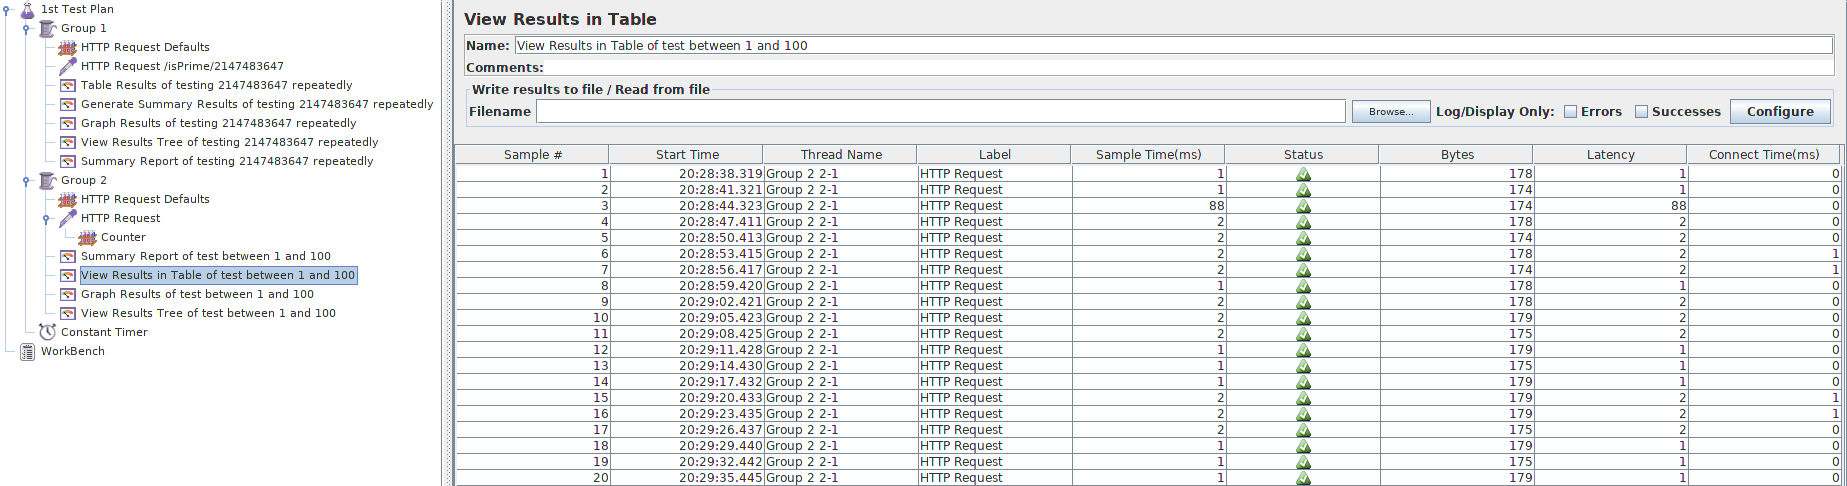 1st Test Plan
Group 1
HTTP Request Defaults
HTTP Request /isPrime/2147483647
Table Results of testing 2147483647 repeatedly
Generate Summary Results of testing 2147483647 repeatedly
Graph Results of testing 2147483647 repeatedly
View Results Tree of testing 2147483647 repeatedly
Summary Report of testing 2147483647 repeatedly
Group 2
HTTP Request Defaults
HTTP Request
Counter
Summary Report of test between 1 and 100
View Results in Table of test between 1 and 100
Graph Results of test between 1 and 100
View Results Tree of test between 1 and 100
Constant Timer
WorkBench
View Results in Table
Name: View Results in Table of test between 1 and 100
Comments:
Write results to file / Read from file
Filename Browse... Log/Display Only: Errors Successes Configure
Sample # Start Time Thread Name Label Sample Time(ms) Status Bytes Latency Connect Time(ms)
1 20:28:38.319 Group 2 2-1 HTTP Request 1 178 1 0
2 20:28:41.321 Group 2 2-1 HTTP Request 1 174 1 0
3 20:28:44.323 Group 2 2-1 HTTP Request 88 174 88 0
4 20:28:47.411 Group 2 2-1 HTTP Request 2 178 2 0
5 20:28:50.413 Group 2 2-1 HTTP Request 2 174 2 0
6 20:28:53.415 Group 2 2-1 HTTP Request 2 178 2 1
7 20:28:56.417 Group 2 2-1 HTTP Request 2 174 2 1
8 20:28:59.420 Group 2 2-1 HTTP Request 1 178 1 0
9 20:29:02.421 Group 2 2-1 HTTP Request 2 178 2 0
10 20:29:05.423 Group 2 2-1 HTTP Request 2 179 2 0
11 20:29:08.425 Group 2 2-1 HTTP Request 2 175 2 0
12 20:29:11.428 Group 2 2-1 HTTP Request 1 179 1 0
13 20:29:14.430 Group 2 2-1 HTTP Request 1 175 1 0
14 20:29:17.432 Group 2 2-1 HTTP Request 1 179 1 0
15 20:29:20.433 Group 2 2-1 HTTP Request 2 179 2 1
16 20:29:23.435 Group 2 2-1 HTTP Request 2 179 2 1
17 20:29:26.437 Group 2 2-1 HTTP Request 2 175 2 0
18 20:29:29.440 Group 2 2-1 HTTP Request 1 179 1 0
19 20:29:32.442 Group 2 2-1 HTTP Request 1 175 1 0
20 20:29:35.445 Group 2 2-1 HTTP Request 1 179 1 0